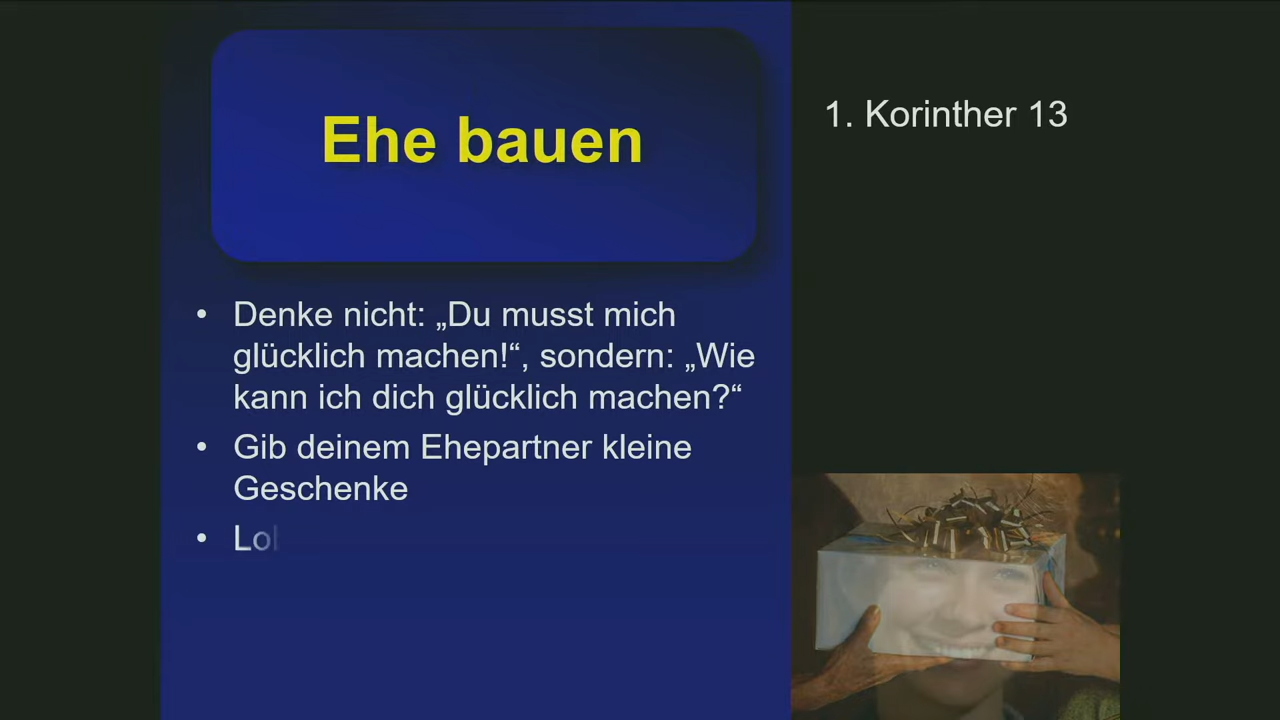 Ehe bauen
1. Korinther 13
• Denke nicht: „Du musst mich
glücklich machen!“, sondern: „Wie
kann ich dich glücklich machen?“
• Gib deinem Ehepartner kleine
Geschenke